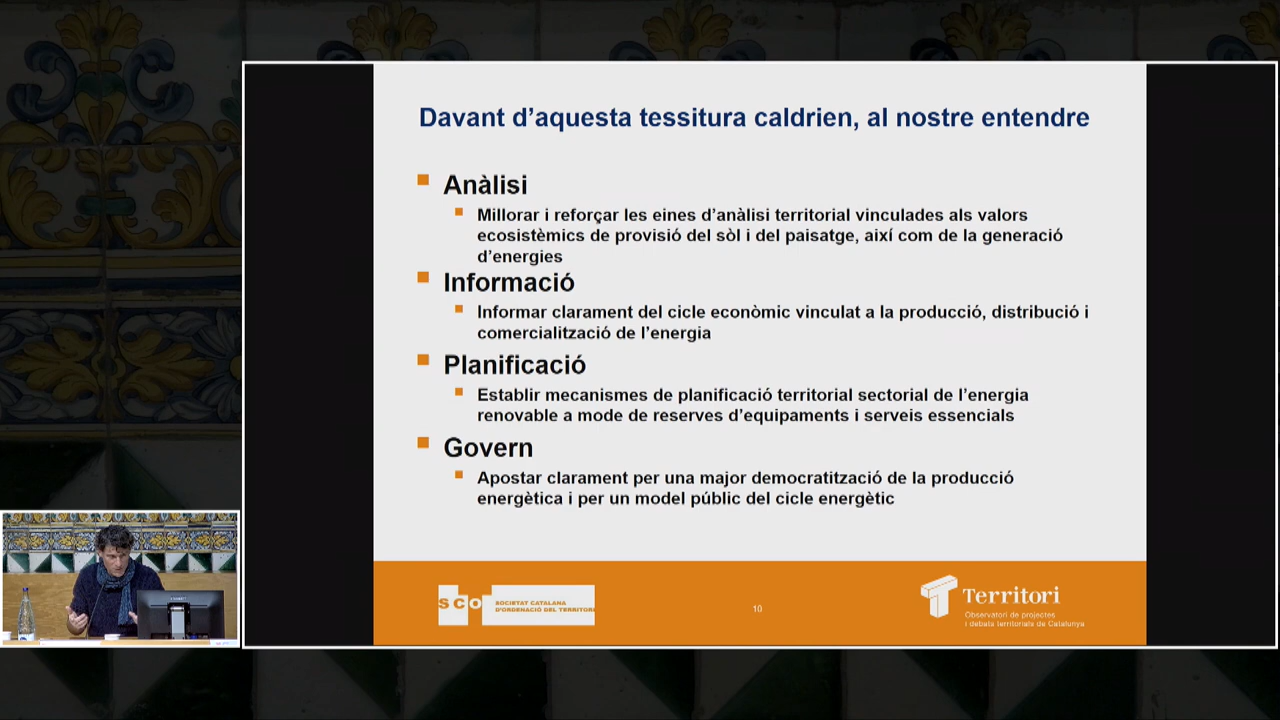 Davant d’aquesta tessitura caldrien, al nostre entendre
Anàlisi
Millorar i reforçar les eines d’anàlisi territorial vinculades als valors
ecosistèmics de provisió del sòl i del paisatge, així com de la generació
d’energies
Informació
Informar clarament del cicle econòmic vinculat a la producció, distribució i
comercialització de l’energia
Planificació
Establir mecanismes de planificació territorial sectorial de l’energia
renovable a mode de reserves d’equipaments i serveis essencials
Govern
Apostar clarament per una major democratització de la producció
energètica i per un model públic del cicle energètic
SCOT
SOCIETAT CATALANA
D'ORDENACIÓ DEL TERRITORI
10
Territori
Observatori de projectes
i debats territorials de Catalunya